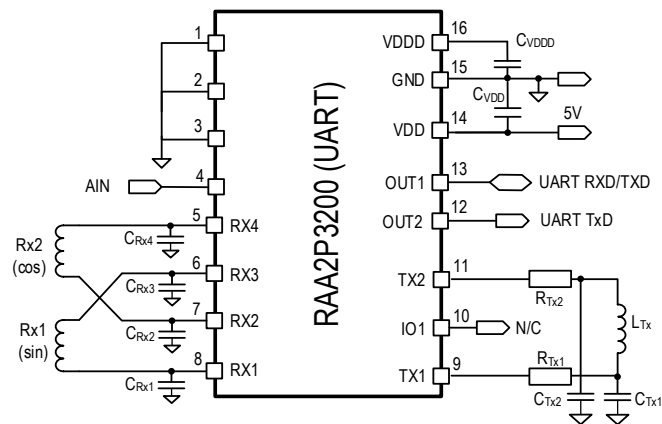 1
2
3
4
AIN
5
RX4
CRx4
Rx2
(cos)
6
RX3
CRx3
7
RX2
CRx2
Rx1
(sin)
8
RX1
CRx1
RAA2P3200 (UART)
VDDD
16
CVDDD
GND
15
CVDD
VDD
14
5V
OUT1
13
UART RXD/TXD
OUT2
12
UART TxD
TX2
11
RTx2
LTx
IO1
10
N/C
TX1
9
RTx1
CTx2
CTx1